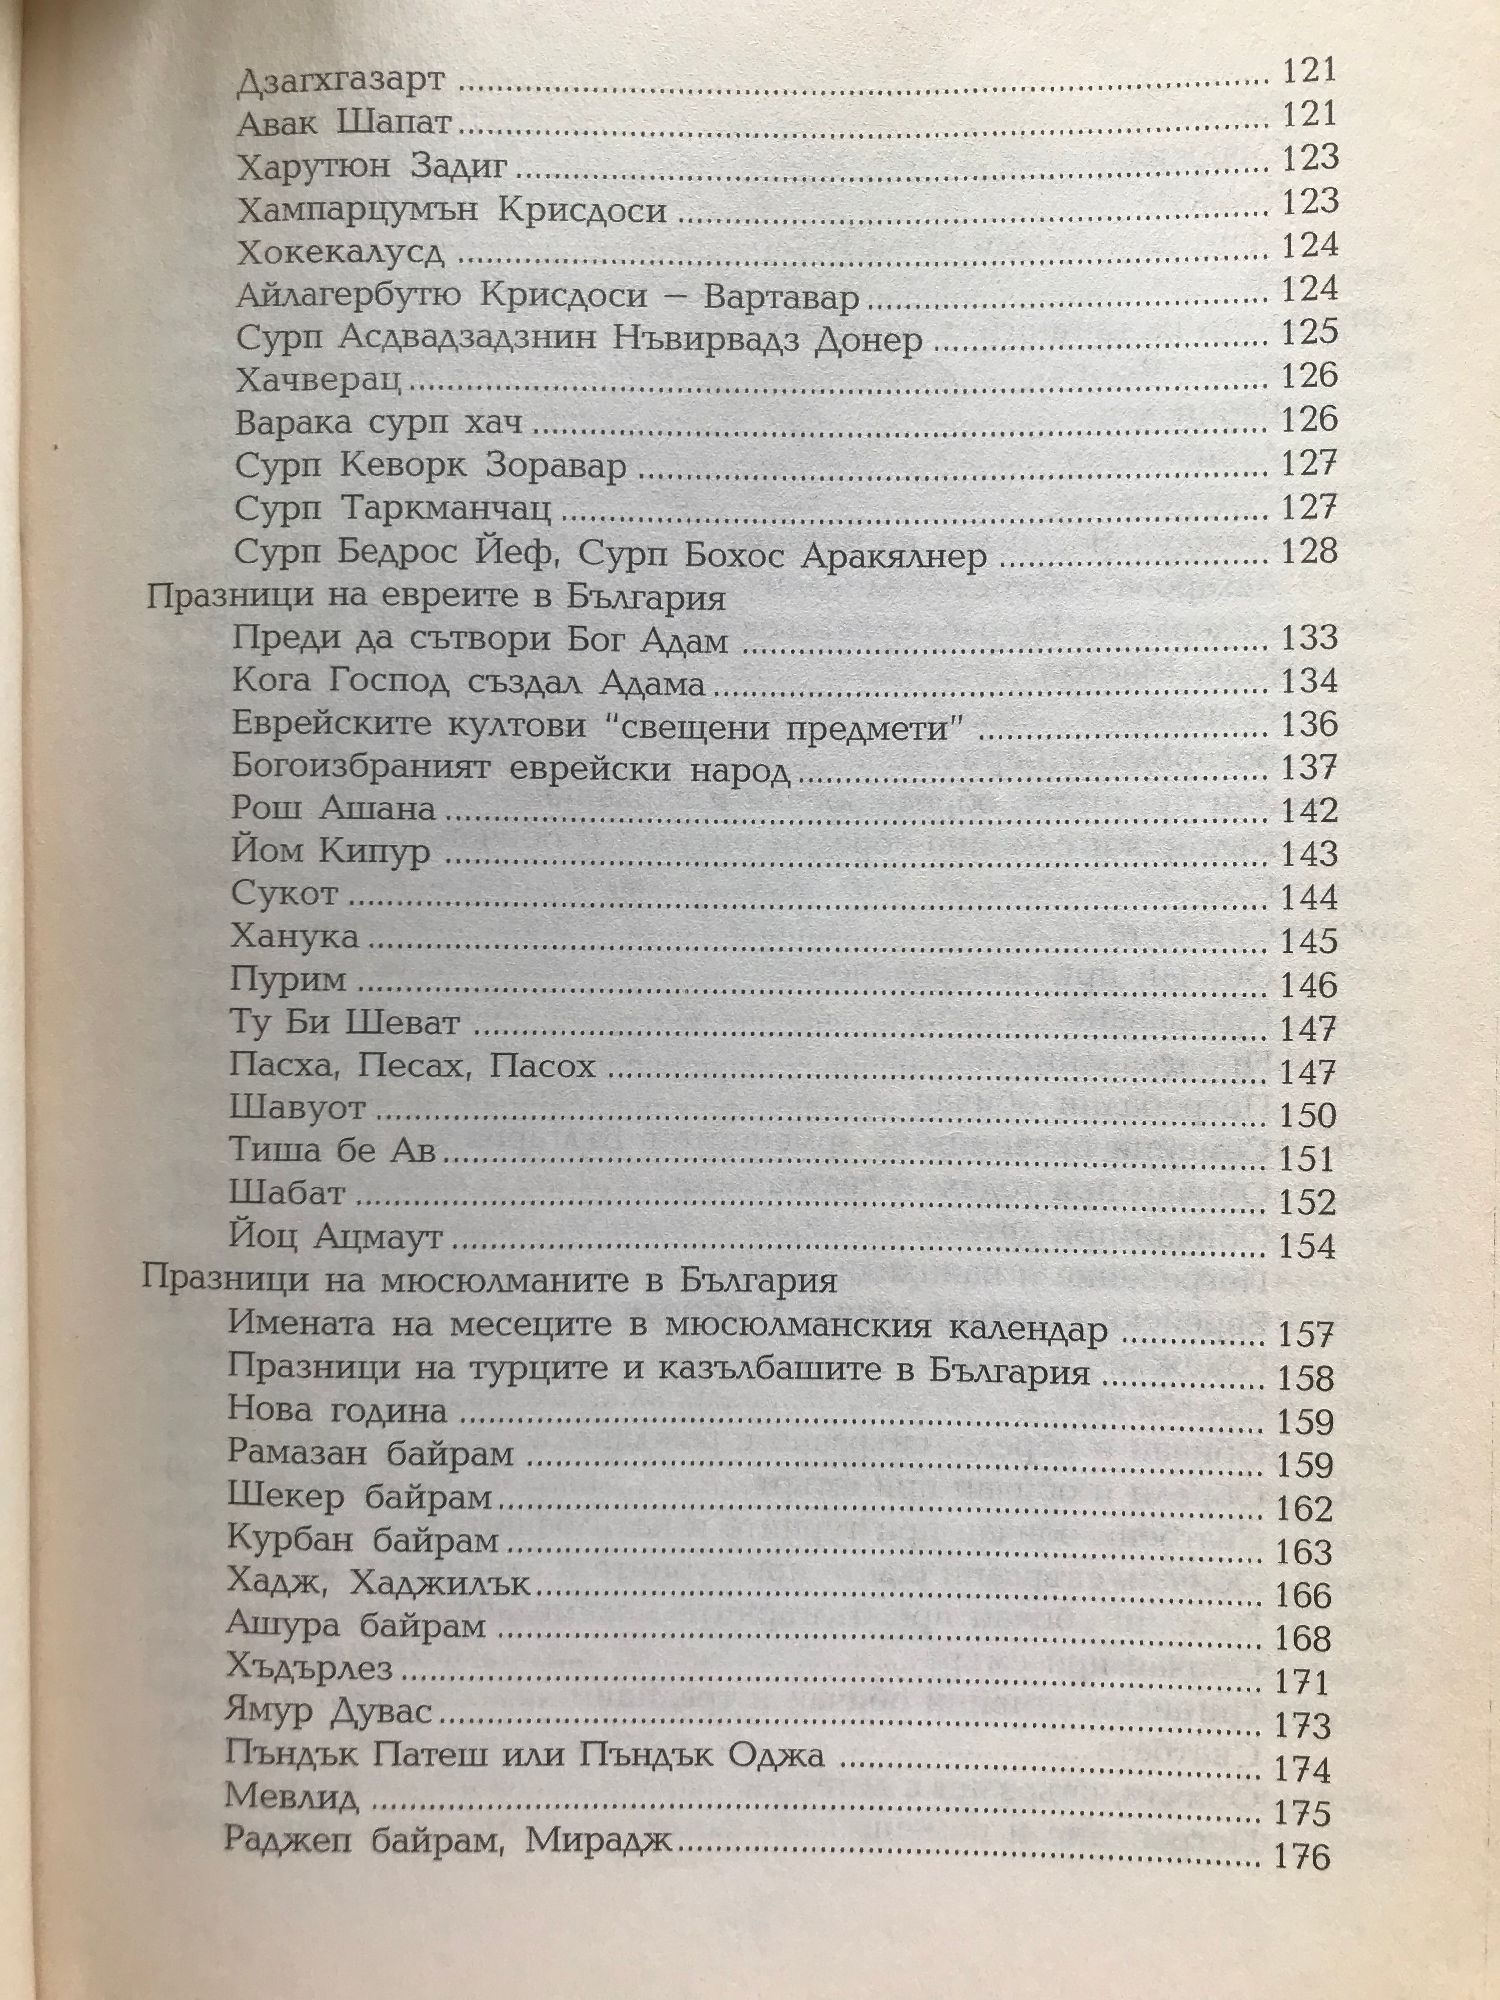 Дзагхгазарт ........ 121
Авак Шапат ........ 121
Харутюн Задиг ........ 123
Хампарцумън Крисдоси ........ 123
Хокекалусд ........ 124
Айлагербутю Крисдоси – Вартавар ........ 124
Сурп Асдвадзадзнин Нъвирвадз Донер ........ 125
Хачверац ........ 126
Варака сурп хач ........ 126
Сурп Кеворк Зоравар ........ 127
Сурп Таркманчац ........ 127
Сурп Бедрос Йеф, Сурп Бохос Аракялнер ........ 128
Празници на евреите в България
Преди да сътвори Бог Адам ........ 133
Кога Господ създал Адама ........ 134
Еврейските култови "свещени предмети" ........ 136
Богоизбраният еврейски народ ........ 137
Рош Ашана ........ 142
Йом Кипур ........ 143
Сукот ........ 144
Ханука ........ 145
Пурим ........ 146
Ту Би Шеват ........ 147
Пасха, Песах, Пасох ........ 147
Шавуот ........ 150
Тиша бе Ав ........ 151
Шабат ........ 152
Йоц Ацмаут ........ 154
Празници на мюсюлманите в България
Имената на месеците в мюсюлманския календар ........ 157
Празници на турците и казълбашите в България ........ 158
Нова година ........ 159
Рамазан байрам ........ 159
Шекер байрам ........ 162
Курбан байрам ........ 163
Хадж, Хаджилък ........ 166
Ашура байрам ........ 168
Хъдърлез ........ 171
Ямур Дувас ........ 173
Пъндък Патеш или Пъндък Оджа ........ 174
Мевлид ........ 175
Раджеп байрам, Мирадж ........ 176